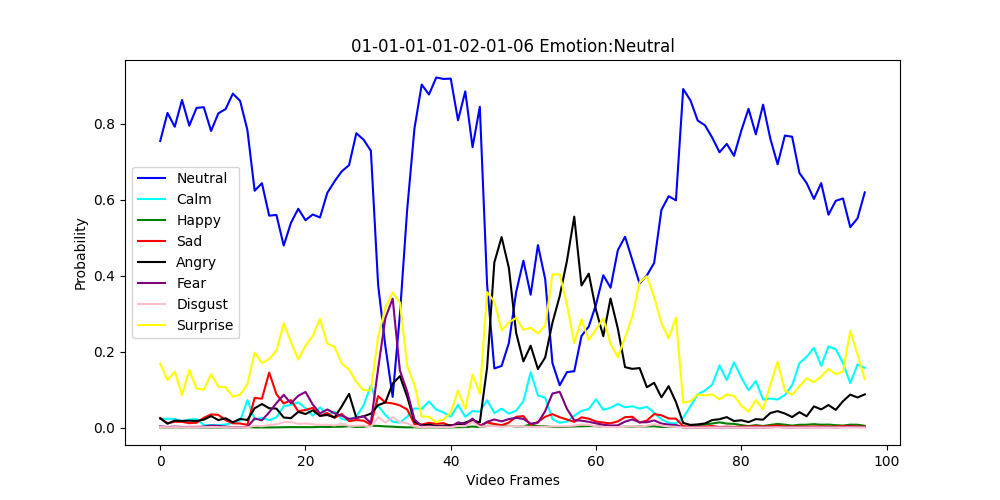 01-01-01-01-02-01-06 Emotion:Neutral
Probability
0.8
0.6
0.4
0.2
0.0
Neutral
Calm
Happy
Sad
Angry
Fear
Disgust
Surprise
0 20 40 60 80 100
Video Frames